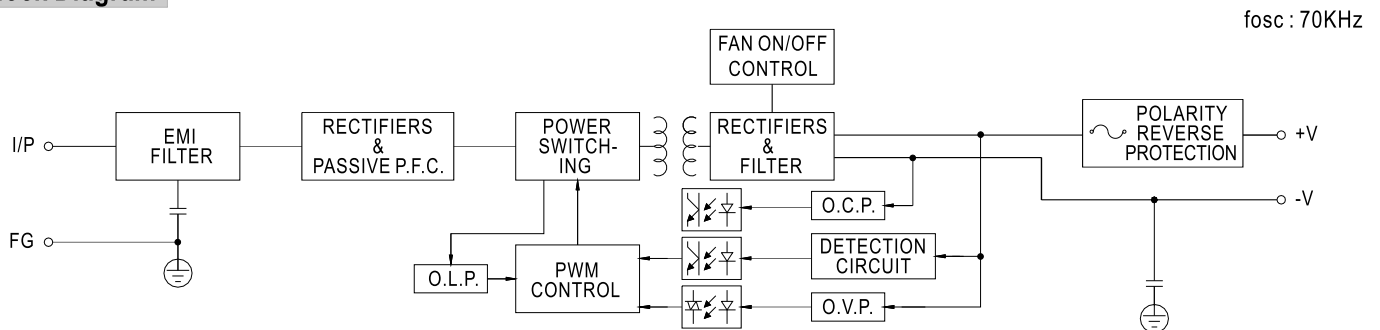 fosc : 70KHz
FAN ON/OFF
CONTROL
I/P
EMI
FILTER
RECTIFIERS
&
PASSIVE P.F.C.
POWER
SWITCH-
ING
RECTIFIERS
&
FILTER
POLARITY
REVERSE
PROTECTION
+V
-V
O.C.P.
FG
O.L.P.
PWM
CONTROL
DETECTION
CIRCUIT
O.V.P.